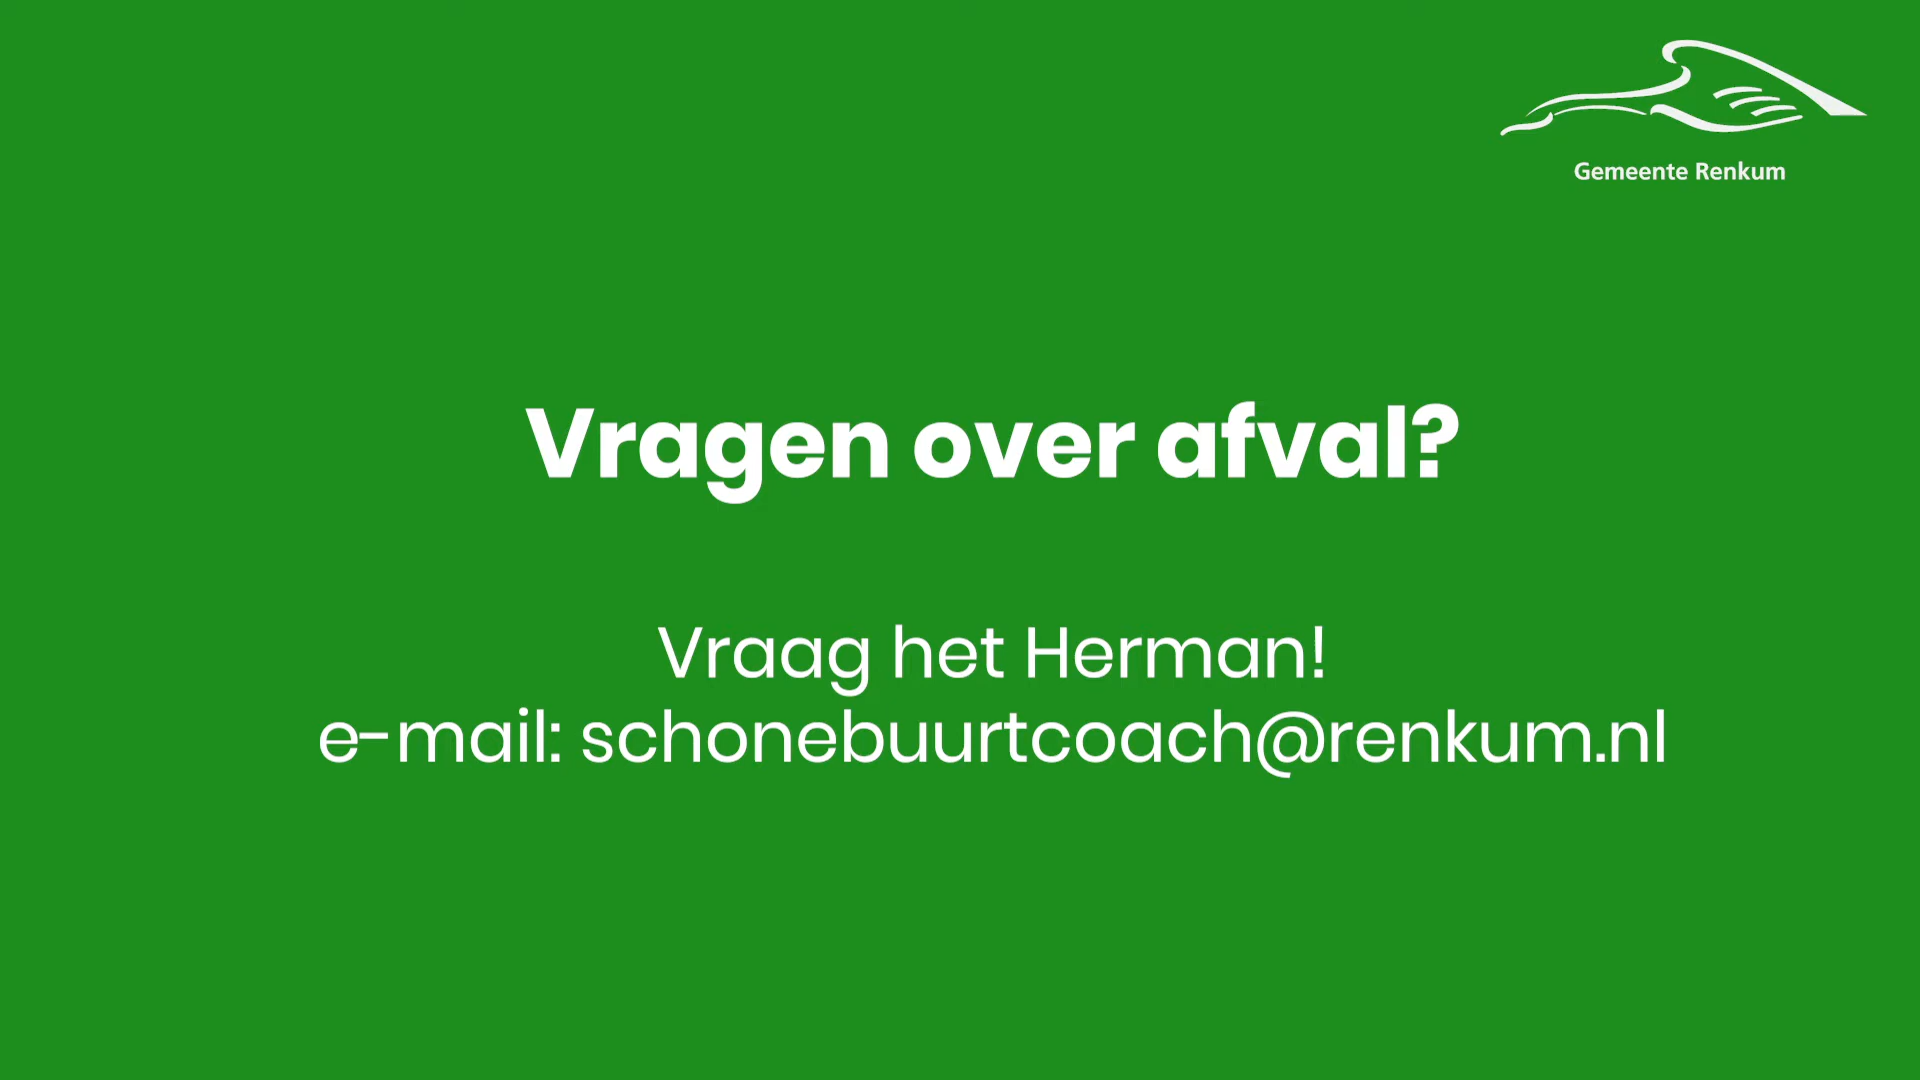 Gemeente Renkum
Vragen over afval?
Vraag het Herman!
e-mail: schonebuurtcoach@renkum.nl